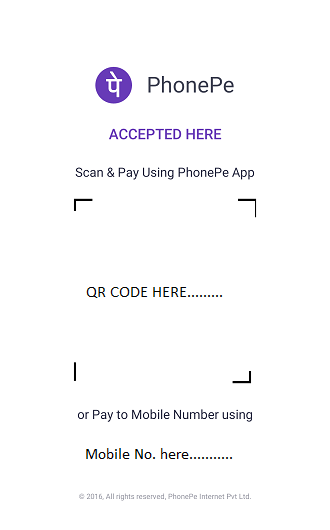 पे PhonePe
ACCEPTED HERE
Scan & Pay Using PhonePe App
QR CODE HERE.........
or Pay to Mobile Number using
Mobile No. here...........
© 2016, All rights reserved, PhonePe Internet Pvt Ltd.